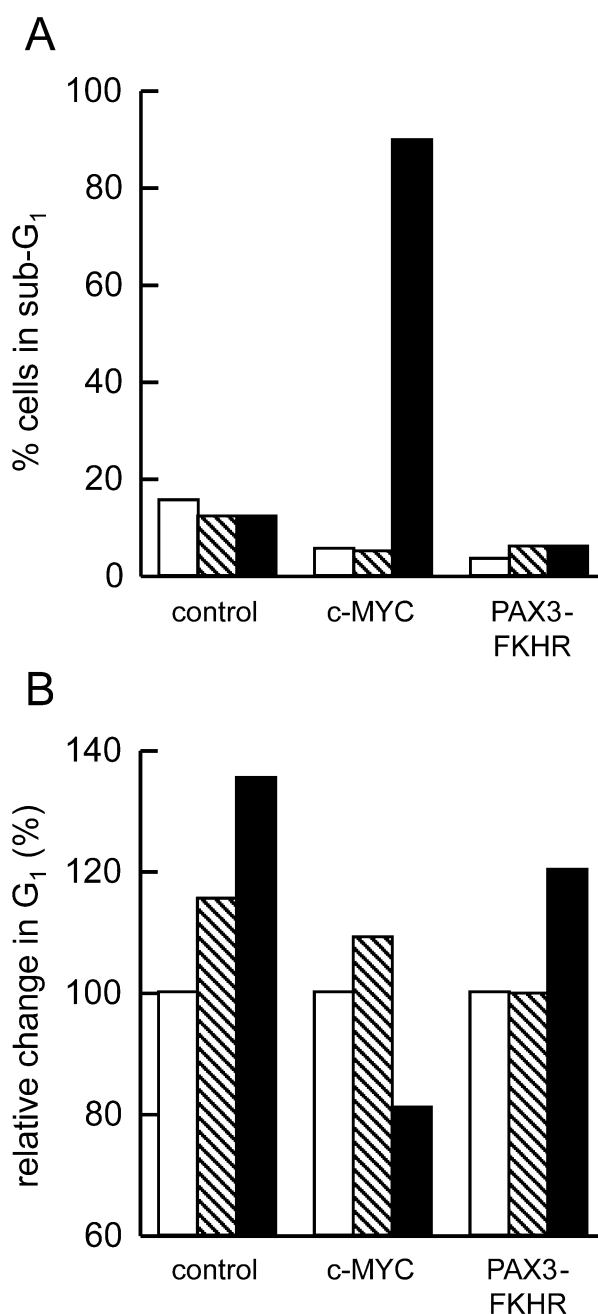 A
% cells in sub-G₁
100
80
60
40
20
0
control
c-MYC
PAX3-
FKHR
B
relative change in G₁ (%)
140
120
100
80
60
control
c-MYC
PAX3-
FKHR